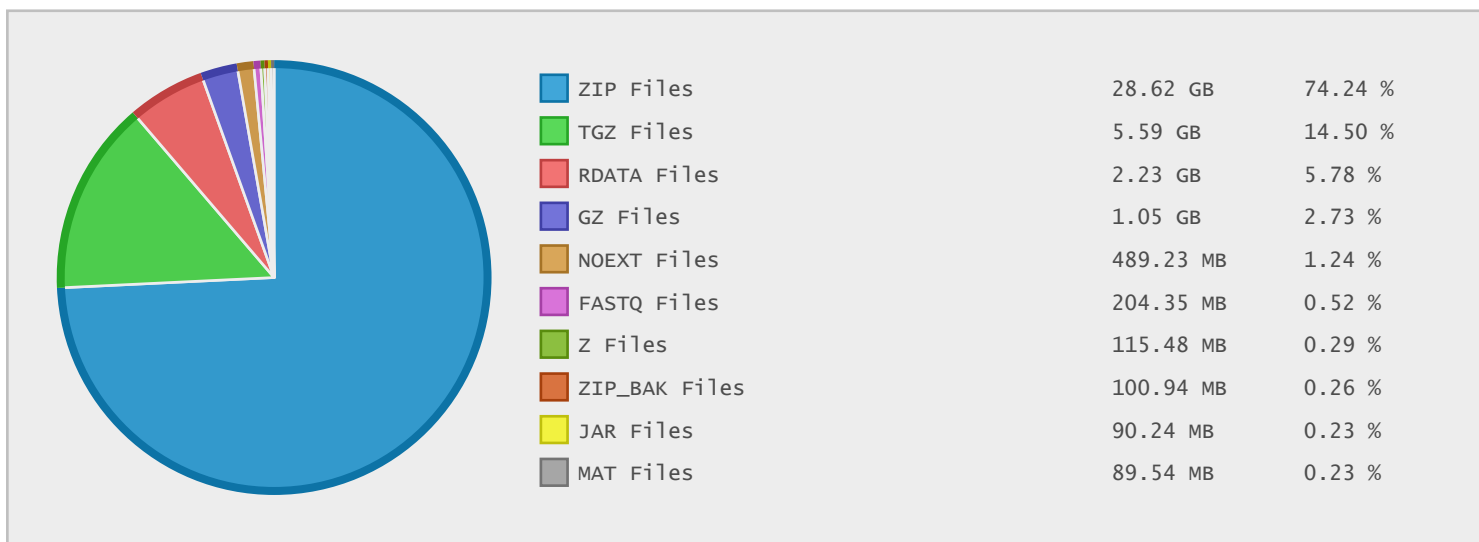 ZIP Files 28.62 GB 74.24 %
TGZ Files 5.59 GB 14.50 %
RDATA Files 2.23 GB 5.78 %
GZ Files 1.05 GB 2.73 %
NOEXT Files 489.23 MB 1.24 %
FASTQ Files 204.35 MB 0.52 %
Z Files 115.48 MB 0.29 %
ZIP_BAK Files 100.94 MB 0.26 %
JAR Files 90.24 MB 0.23 %
MAT Files 89.54 MB 0.23 %